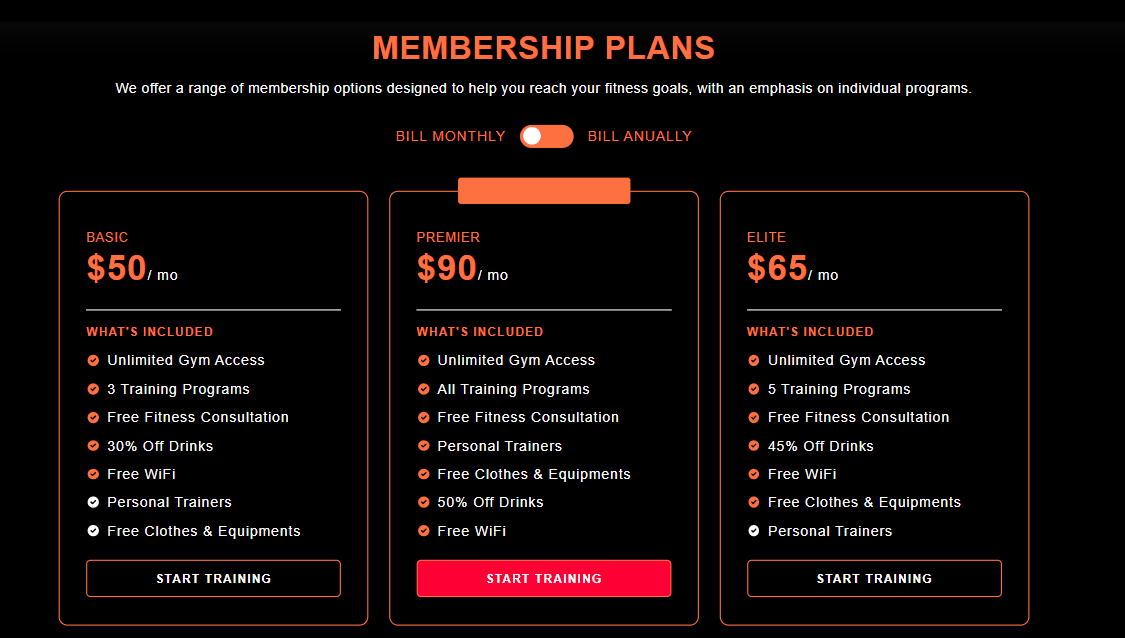 MEMBERSHIP PLANS
We offer a range of membership options designed to help you reach your fitness goals, with an emphasis on individual programs.
BILL MONTHLY BILL ANUALLY
BASIC
$50/ mo
WHAT'S INCLUDED
Unlimited Gym Access
3 Training Programs
Free Fitness Consultation
30% Off Drinks
Free WiFi
Personal Trainers
Free Clothes & Equipments
START TRAINING
PREMIER
$90/ mo
WHAT'S INCLUDED
Unlimited Gym Access
All Training Programs
Free Fitness Consultation
Personal Trainers
Free Clothes & Equipments
50% Off Drinks
Free WiFi
START TRAINING
ELITE
$65/ mo
WHAT'S INCLUDED
Unlimited Gym Access
5 Training Programs
Free Fitness Consultation
45% Off Drinks
Free WiFi
Free Clothes & Equipments
Personal Trainers
START TRAINING